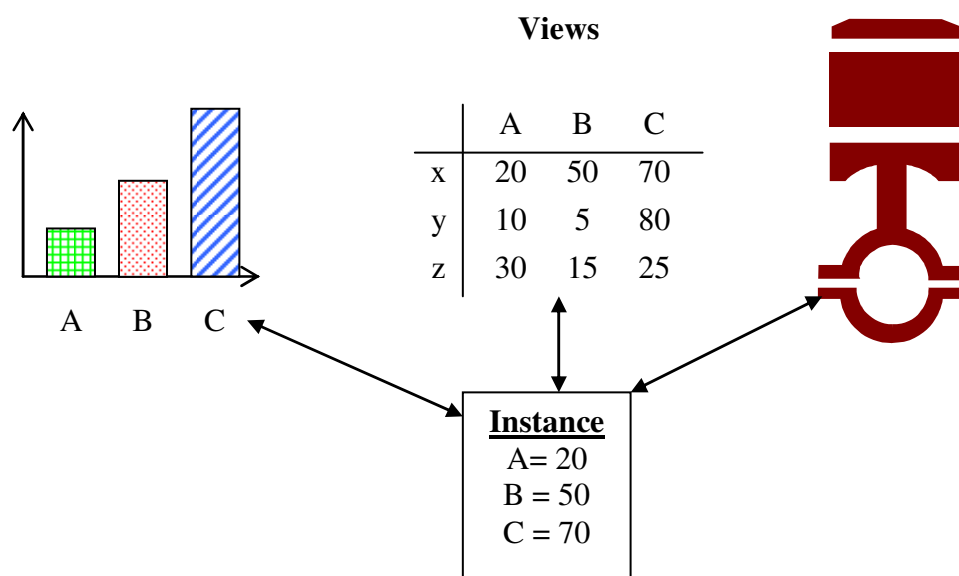 Views
A B C
x 20 50 70
y 10 5 80
z 30 15 25
A B C
Instance
A= 20
B = 50
C = 70